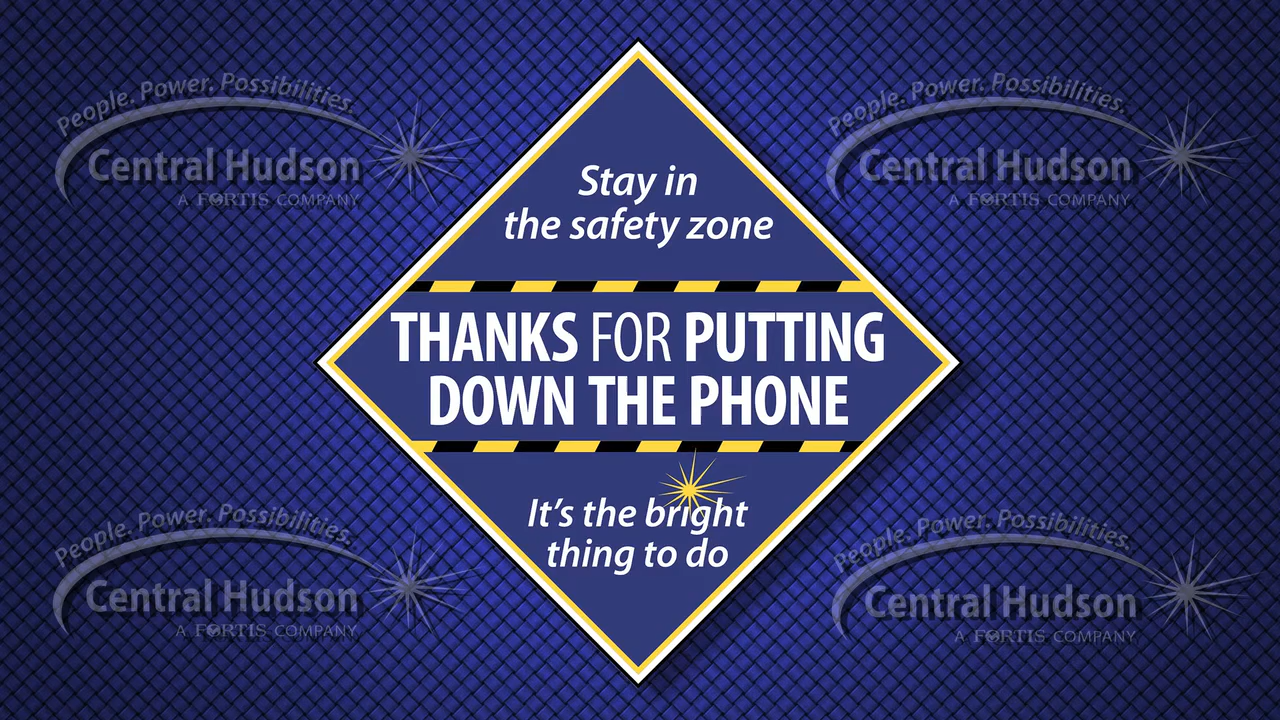 People. Power. Possibilities.
Central Hudson
A FORTIS COMPANY
People. Power. Possibilities.
Central Hudson
A FORTIS COMPANY
Stay in
the safety zone
THANKS FOR PUTTING
DOWN THE PHONE
It's the bright
thing to do
People. Power. Possibilities.
Central Hudson
A FORTIS COMPANY
People. Power. Possibilities.
Central Hudson
A FORTIS COMPANY